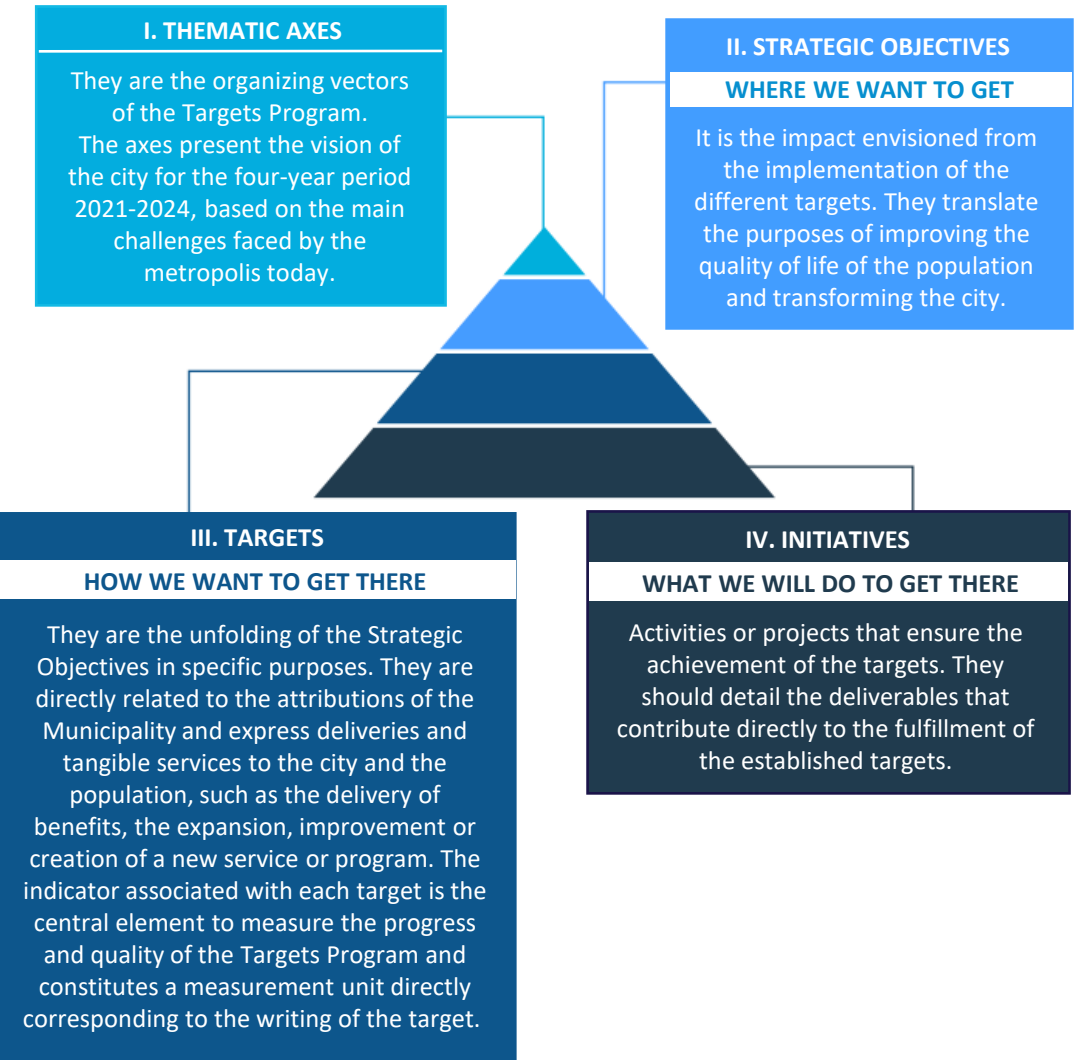 I. THEMATIC AXES
They are the organizing vectors
of the Targets Program.
The axes present the vision of
the city for the four-year period
2021-2024, based on the main
challenges faced by the
metropolis today.
II. STRATEGIC OBJECTIVES
WHERE WE WANT TO GET
It is the impact envisioned from
the implementation of the
different targets. They translate
the purposes of improving the
quality of life of the population
and transforming the city.
III. TARGETS
HOW WE WANT TO GET THERE
They are the unfolding of the Strategic
Objectives in specific purposes. They are
directly related to the attributions of the
Municipality and express deliveries and
tangible services to the city and the
population, such as the delivery of
benefits, the expansion, improvement or
creation of a new service or program. The
indicator associated with each target is the
central element to measure the progress
and quality of the Targets Program and
constitutes a measurement unit directly
corresponding to the writing of the target.
IV. INITIATIVES
WHAT WE WILL DO TO GET THERE
Activities or projects that ensure the
achievement of the targets. They
should detail the deliverables that
contribute directly to the fulfillment of
the established targets.